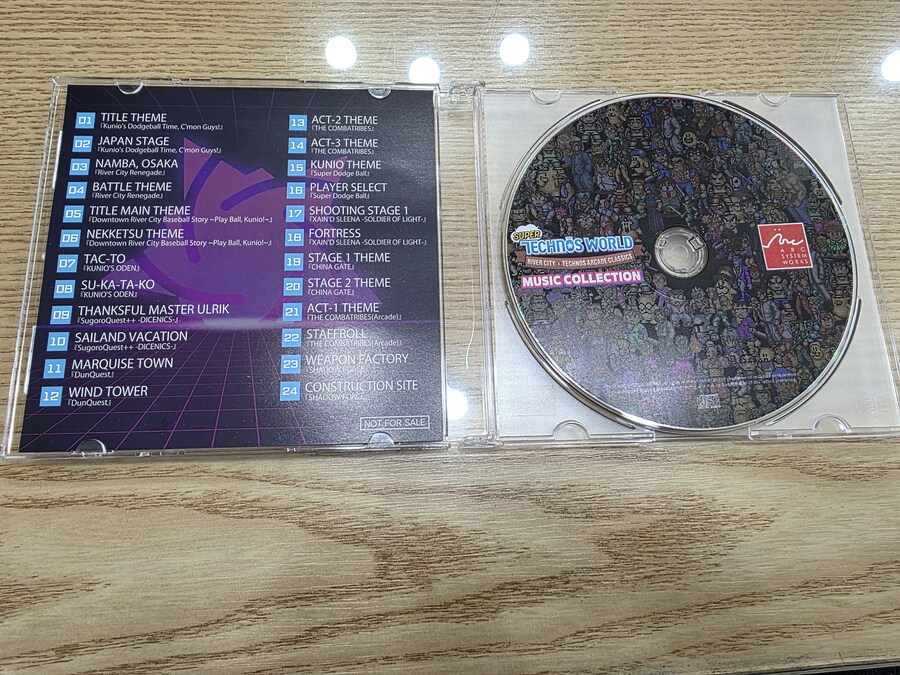 01 TITLE THEME
『Kunio's Dodgeball Time, C'mon Guys!』
02 JAPAN STAGE
『Kunio's Dodgeball Time, C'mon Guys!』
03 NAMBA, OSAKA
『River City Renegade』
04 BATTLE THEME
『River City Renegade』
05 TITLE MAIN THEME
『Downtown River City Baseball Story ~Play Ball, Kunio!~』
06 NEKKETSU THEME
『Downtown River City Baseball Story ~Play Ball, Kunio!~』
07 TAC-TO
『KUNIO'S ODEN』
08 SU-KA-TA-KO
『KUNIO'S ODEN』
09 THANKSFUL MASTER ULRIK
『SugoroQuest++ -DICENICS-』
10 SAILAND VACATION
『SugoroQuest++ -DICENICS-』
11 MARQUISE TOWN
『DunQuest』
12 WIND TOWER
『DunQuest』
13 ACT-2 THEME
『THE COMBATRIBES』
14 ACT-3 THEME
『THE COMBATRIBES』
15 KUNIO THEME
『Super Dodge Ball』
16 PLAYER SELECT
『Super Dodge Ball』
17 SHOOTING STAGE 1
『XAIN'D SLEENA -SOLDIER OF LIGHT-』
18 FORTRESS
『XAIN'D SLEENA -SOLDIER OF LIGHT-』
19 STAGE 1 THEME
『CHINA GATE』
20 STAGE 2 THEME
『CHINA GATE』
21 ACT-1 THEME
『THE COMBATRIBES(Arcade)』
22 STAFFROLL
『THE COMBATRIBES(Arcade)』
23 WEAPON FACTORY
『SHADOW FORCE』
24 CONSTRUCTION SITE
『SHADOW FORCE』
NOT FOR SALE
SUPER
TECHNOS WORLD
RIVER CITY & TECHNOS ARCADE CLASSICS
MUSIC COLLECTION
ARC
SYSTEM
WORKS